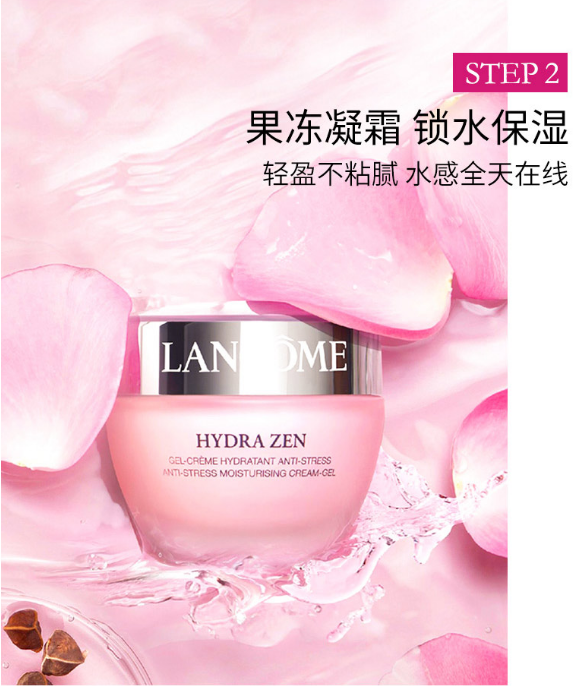 STEP 2
果冻凝霜 锁水保湿
轻盈不粘腻 水感全天在线
LANCÔME
HYDRA ZEN
GEL-CRÈME HYDRATANT ANTI-STRESS
ANTI-STRESS MOISTURISING CREAM-GEL